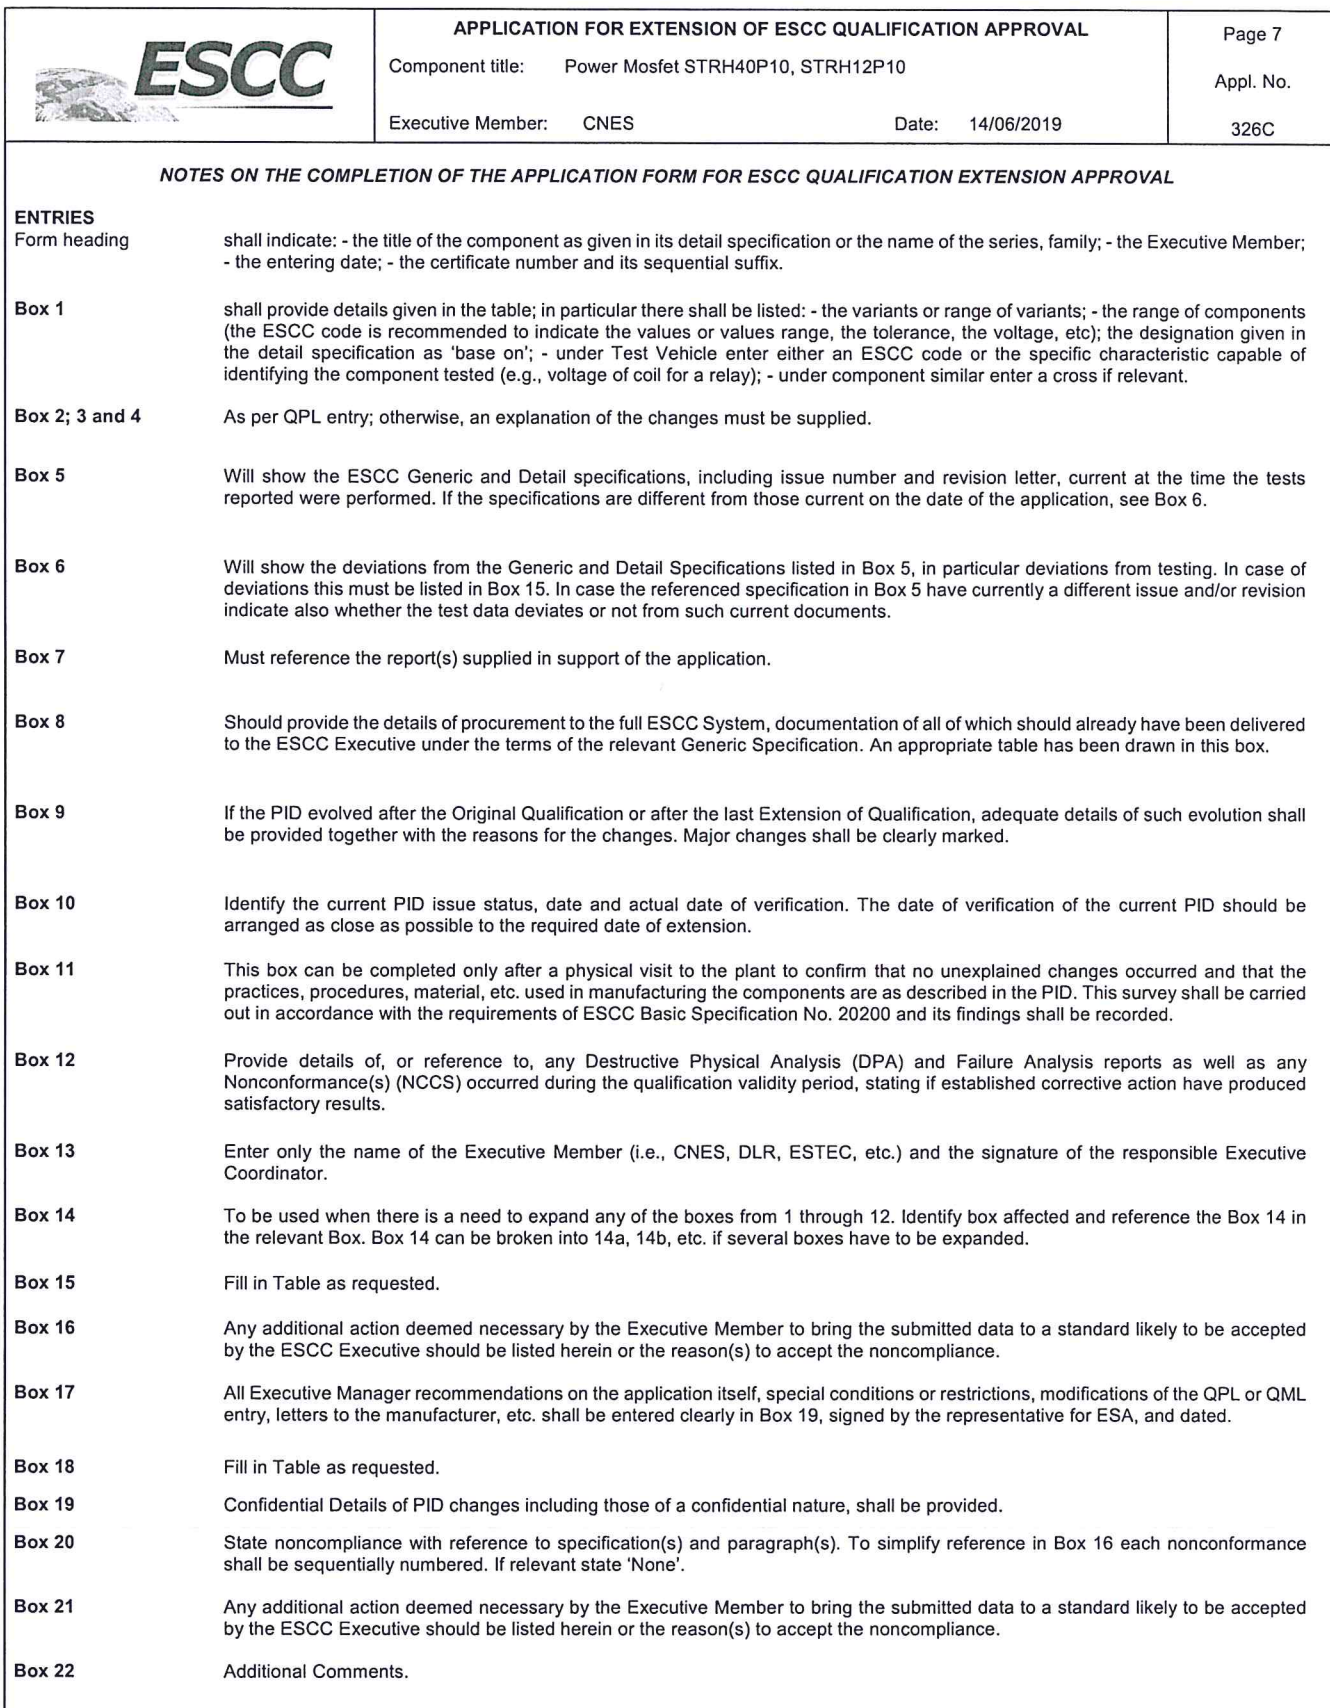 ESCC
APPLICATION FOR EXTENSION OF ESCC QUALIFICATION APPROVAL
Component title: Power Mosfet STRH40P10, STRH12P10
Executive Member: CNES Date: 14/06/2019
Page 7
Appl. No.
326C
NOTES ON THE COMPLETION OF THE APPLICATION FORM FOR ESCC QUALIFICATION EXTENSION APPROVAL
ENTRIES
Form heading shall indicate: - the title of the component as given in its detail specification or the name of the series, family; - the Executive Member;
- the entering date; - the certificate number and its sequential suffix.
Box 1 shall provide details given in the table; in particular there shall be listed: - the variants or range of variants; - the range of components
(the ESCC code is recommended to indicate the values or values range, the tolerance, the voltage, etc); the designation given in
the detail specification as 'base on'; - under Test Vehicle enter either an ESCC code or the specific characteristic capable of
identifying the component tested (e.g., voltage of coil for a relay); - under component similar enter a cross if relevant.
Box 2; 3 and 4 As per QPL entry; otherwise, an explanation of the changes must be supplied.
Box 5 Will show the ESCC Generic and Detail specifications, including issue number and revision letter, current at the time the tests
reported were performed. If the specifications are different from those current on the date of the application, see Box 6.
Box 6 Will show the deviations from the Generic and Detail Specifications listed in Box 5, in particular deviations from testing. In case of
deviations this must be listed in Box 15. In case the referenced specification in Box 5 have currently a different issue and/or revision
indicate also whether the test data deviates or not from such current documents.
Box 7 Must reference the report(s) supplied in support of the application.
Box 8 Should provide the details of procurement to the full ESCC System, documentation of all of which should already have been delivered
to the ESCC Executive under the terms of the relevant Generic Specification. An appropriate table has been drawn in this box.
Box 9 If the PID evolved after the Original Qualification or after the last Extension of Qualification, adequate details of such evolution shall
be provided together with the reasons for the changes. Major changes shall be clearly marked.
Box 10 Identify the current PID issue status, date and actual date of verification. The date of verification of the current PID should be
arranged as close as possible to the required date of extension.
Box 11 This box can be completed only after a physical visit to the plant to confirm that no unexplained changes occurred and that the
practices, procedures, material, etc. used in manufacturing the components are as described in the PID. This survey shall be carried
out in accordance with the requirements of ESCC Basic Specification No. 20200 and its findings shall be recorded.
Box 12 Provide details of, or reference to, any Destructive Physical Analysis (DPA) and Failure Analysis reports as well as any
Nonconformance(s) (NCCS) occurred during the qualification validity period, stating if established corrective action have produced
satisfactory results.
Box 13 Enter only the name of the Executive Member (i.e., CNES, DLR, ESTEC, etc.) and the signature of the responsible Executive
Coordinator.
Box 14 To be used when there is a need to expand any of the boxes from 1 through 12. Identify box affected and reference the Box 14 in
the relevant Box. Box 14 can be broken into 14a, 14b, etc. if several boxes have to be expanded.
Box 15 Fill in Table as requested.
Box 16 Any additional action deemed necessary by the Executive Member to bring the submitted data to a standard likely to be accepted
by the ESCC Executive should be listed herein or the reason(s) to accept the noncompliance.
Box 17 All Executive Manager recommendations on the application itself, special conditions or restrictions, modifications of the QPL or QML
entry, letters to the manufacturer, etc. shall be entered clearly in Box 19, signed by the representative for ESA, and dated.
Box 18 Fill in Table as requested.
Box 19 Confidential Details of PID changes including those of a confidential nature, shall be provided.
Box 20 State noncompliance with reference to specification(s) and paragraph(s). To simplify reference in Box 16 each nonconformance
shall be sequentially numbered. If relevant state 'None'.
Box 21 Any additional action deemed necessary by the Executive Member to bring the submitted data to a standard likely to be accepted
by the ESCC Executive should be listed herein or the reason(s) to accept the noncompliance.
Box 22 Additional Comments.